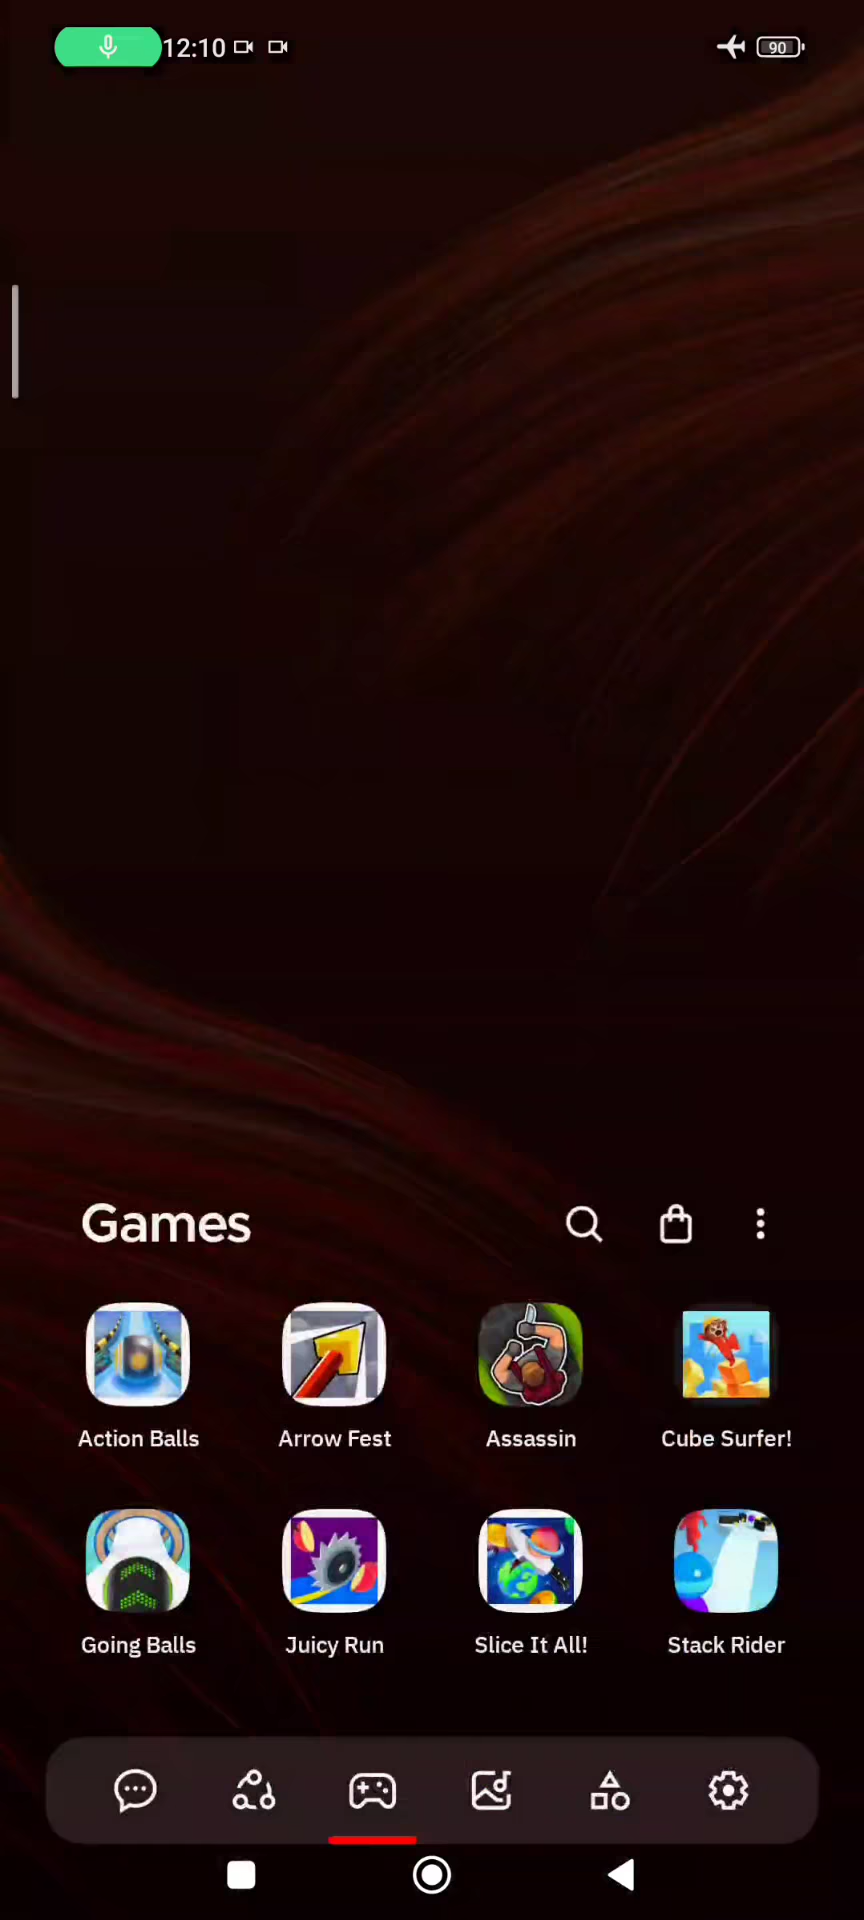 12:10
90
Games
Action Balls
Arrow Fest
Assassin
Cube Surfer!
Going Balls
Juicy Run
Slice It All!
Stack Rider